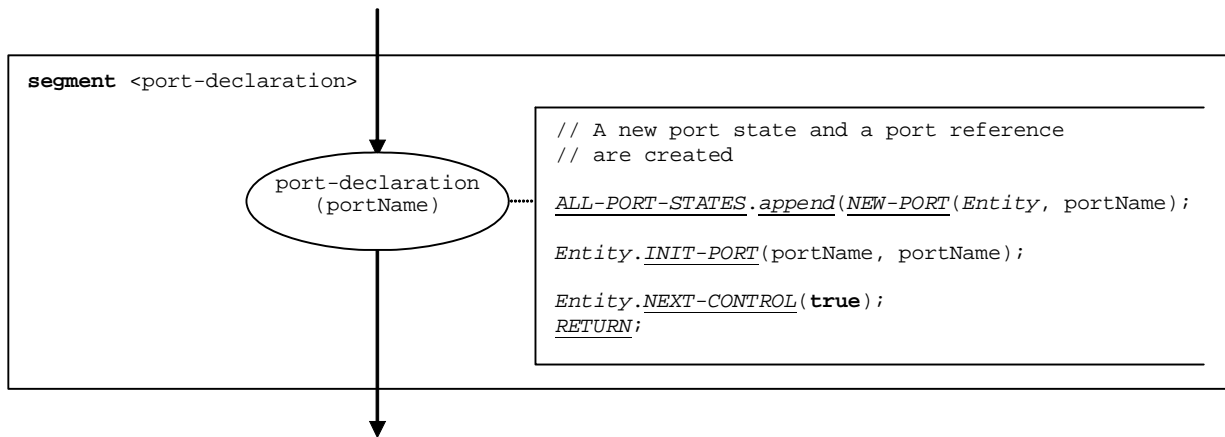 segment <port-declaration>
port-declaration
(portName)
// A new port state and a port reference
// are created
ALL-PORT-STATES.append(NEW-PORT(Entity, portName);
Entity.INIT-PORT(portName, portName);
Entity.NEXT-CONTROL(true);
RETURN;